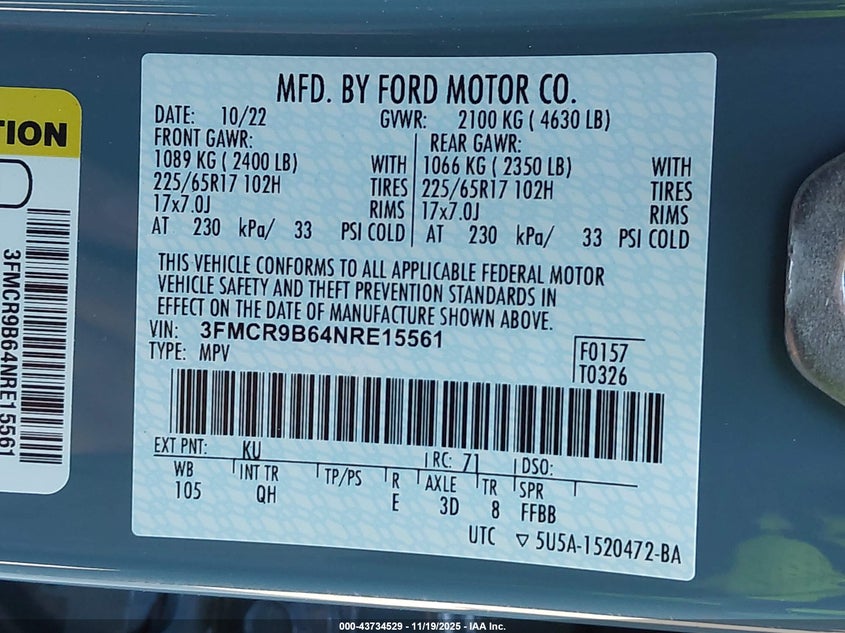 TION
3FMCR9B64NRE15561
MFD. BY FORD MOTOR CO.
DATE: 10/22 GVWR: 2100 KG ( 4630 LB)
FRONT GAWR: REAR GAWR:
1089 KG ( 2400 LB) WITH 1066 KG ( 2350 LB) WITH
225/65R17 102H TIRES 225/65R17 102H TIRES
17x7.0J RIMS 17x7.0J RIMS
AT 230 kPa/ 33 PSI COLD AT 230 kPa/ 33 PSI COLD
THIS VEHICLE CONFORMS TO ALL APPLICABLE FEDERAL MOTOR
VEHICLE SAFETY AND THEFT PREVENTION STANDARDS IN
EFFECT ON THE DATE OF MANUFACTURE SHOWN ABOVE.
VIN: 3FMCR9B64NRE15561
TYPE: MPV
F0157
T0326
EXT PNT: KU RC: 71 DSO:
WB INT TR TP/PS R AXLE TR SPR
105 QH E 3D 8 FFBB
UTC ▽ 5U5A-1520472-BA
000-43734529 - 11/19/2025 - IAA Inc.